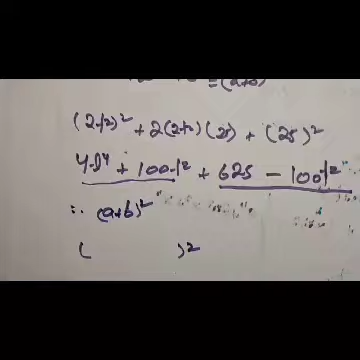 = (a+b)
(2x²)² + 2(2x²)(25) + (25)²
4x⁴ + 100x² + 625 - 100x²
∴ (a+b)²
( )²